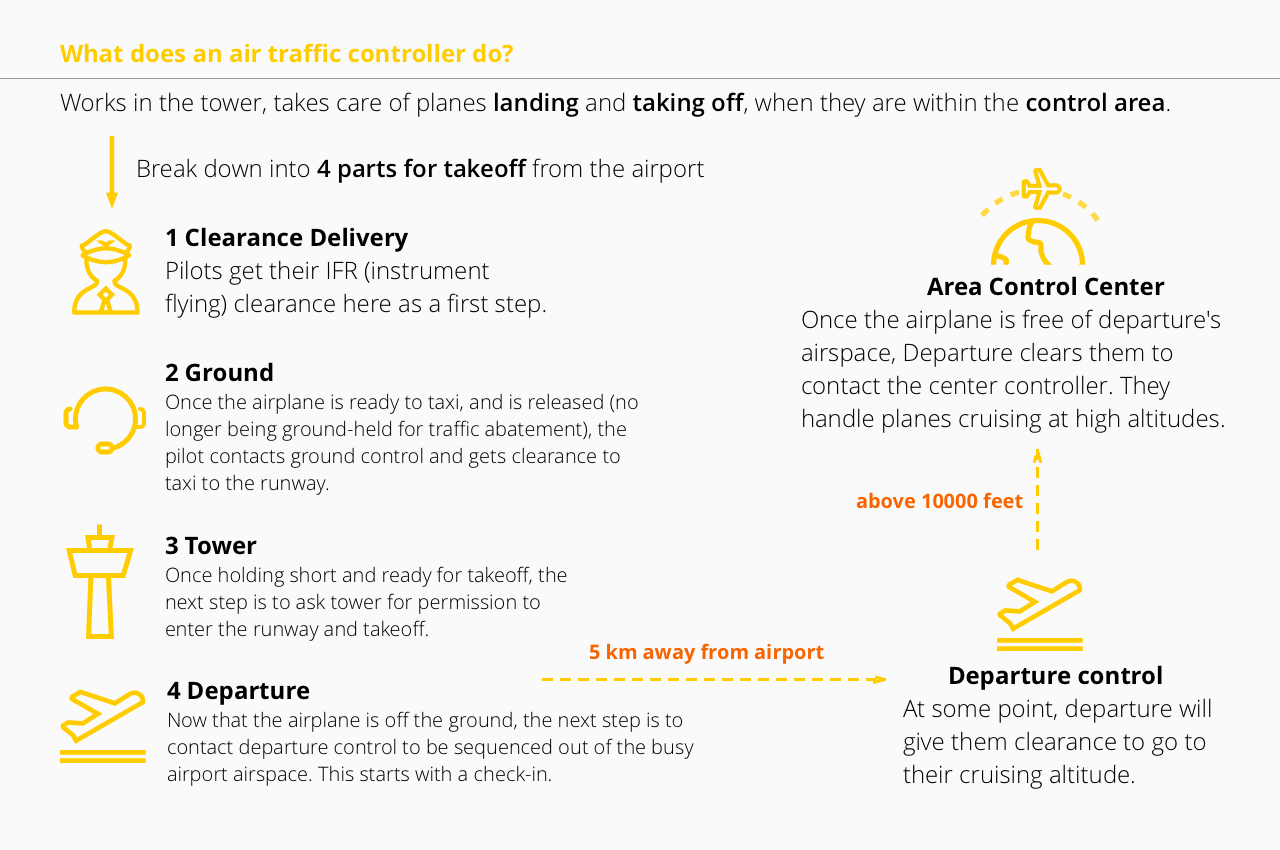 What does an air traffic controller do?
Works in the tower, takes care of planes landing and taking off, when they are within the control area.
Break down into 4 parts for takeoff from the airport
1 Clearance Delivery
Pilots get their IFR (instrument
flying) clearance here as a first step.
2 Ground
Once the airplane is ready to taxi, and is released (no
longer being ground-held for traffic abatement), the
pilot contacts ground control and gets clearance to
taxi to the runway.
3 Tower
Once holding short and ready for takeoff, the
next step is to ask tower for permission to
enter the runway and takeoff.
4 Departure
Now that the airplane is off the ground, the next step is to
contact departure control to be sequenced out of the busy
airport airspace. This starts with a check-in.
5 km away from airport
Departure control
At some point, departure will
give them clearance to go to
their cruising altitude.
above 10000 feet
Area Control Center
Once the airplane is free of departure's
airspace, Departure clears them to
contact the center controller. They
handle planes cruising at high altitudes.